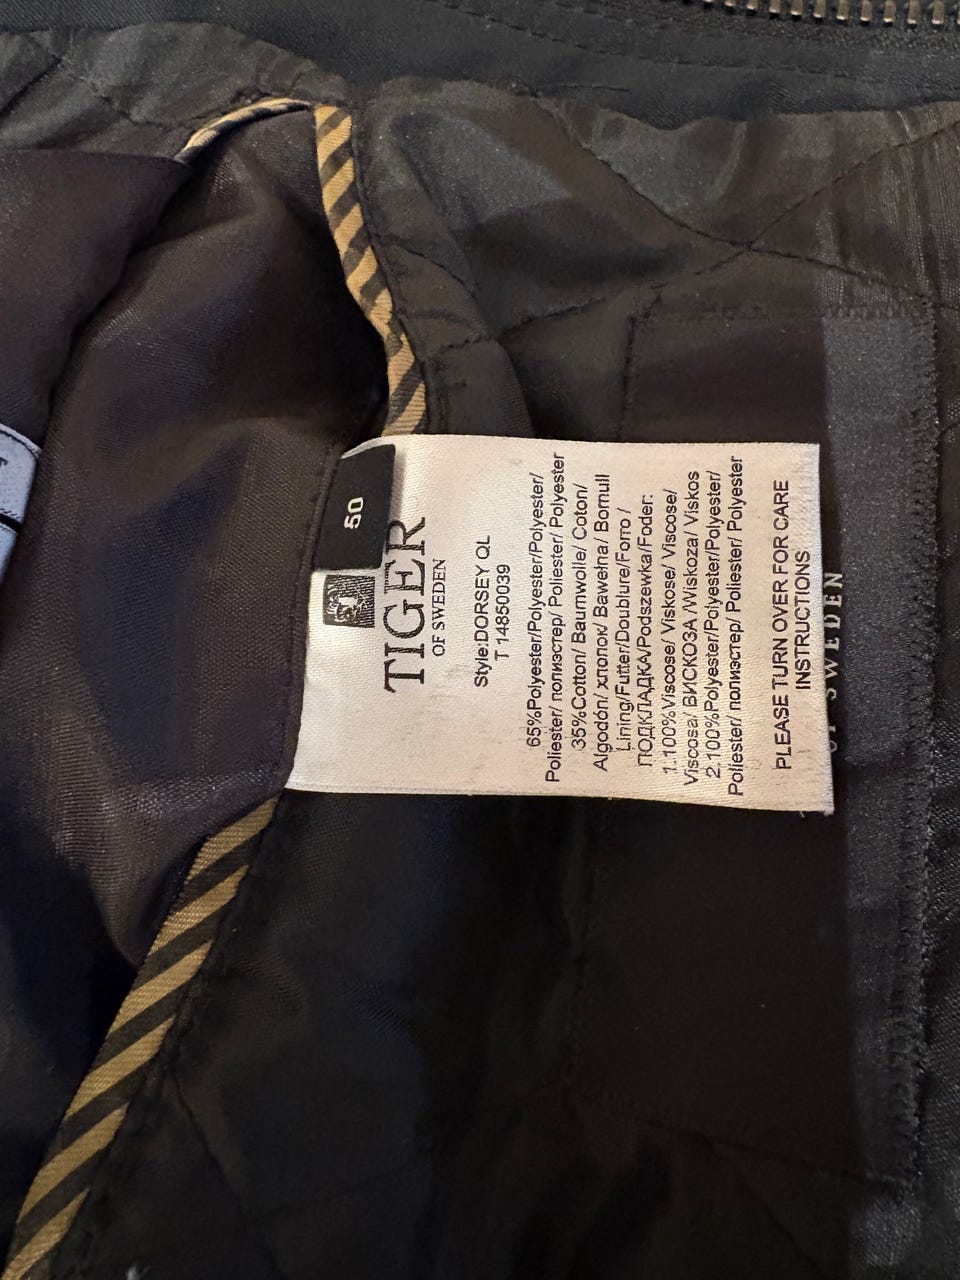 50
TIGER
OF SWEDEN
Style:DORSEY QL
T 14850039
65%Polyester/Polyester/Polyester/
Poliester/ полиэстер/ Poliester/ Polyester
35%Cotton/ Baumwolle/ Coton/
Algodón/ хлопок/ Bawełna/ Bomull
Lining/Futter/Doublure/Forro /
ПОДКЛАДКА/Podszewka/Foder:
1.100%Viscose/ Viskose/ Viscose/
Viscosa/ ВИСКОЗА /Wiskoza/ Viskos
2.100%Polyester/Polyester/Polyester/
Poliester/ полиэстер/ Poliester/ Polyester
PLEASE TURN OVER FOR CARE
INSTRUCTIONS
OF SWEDEN